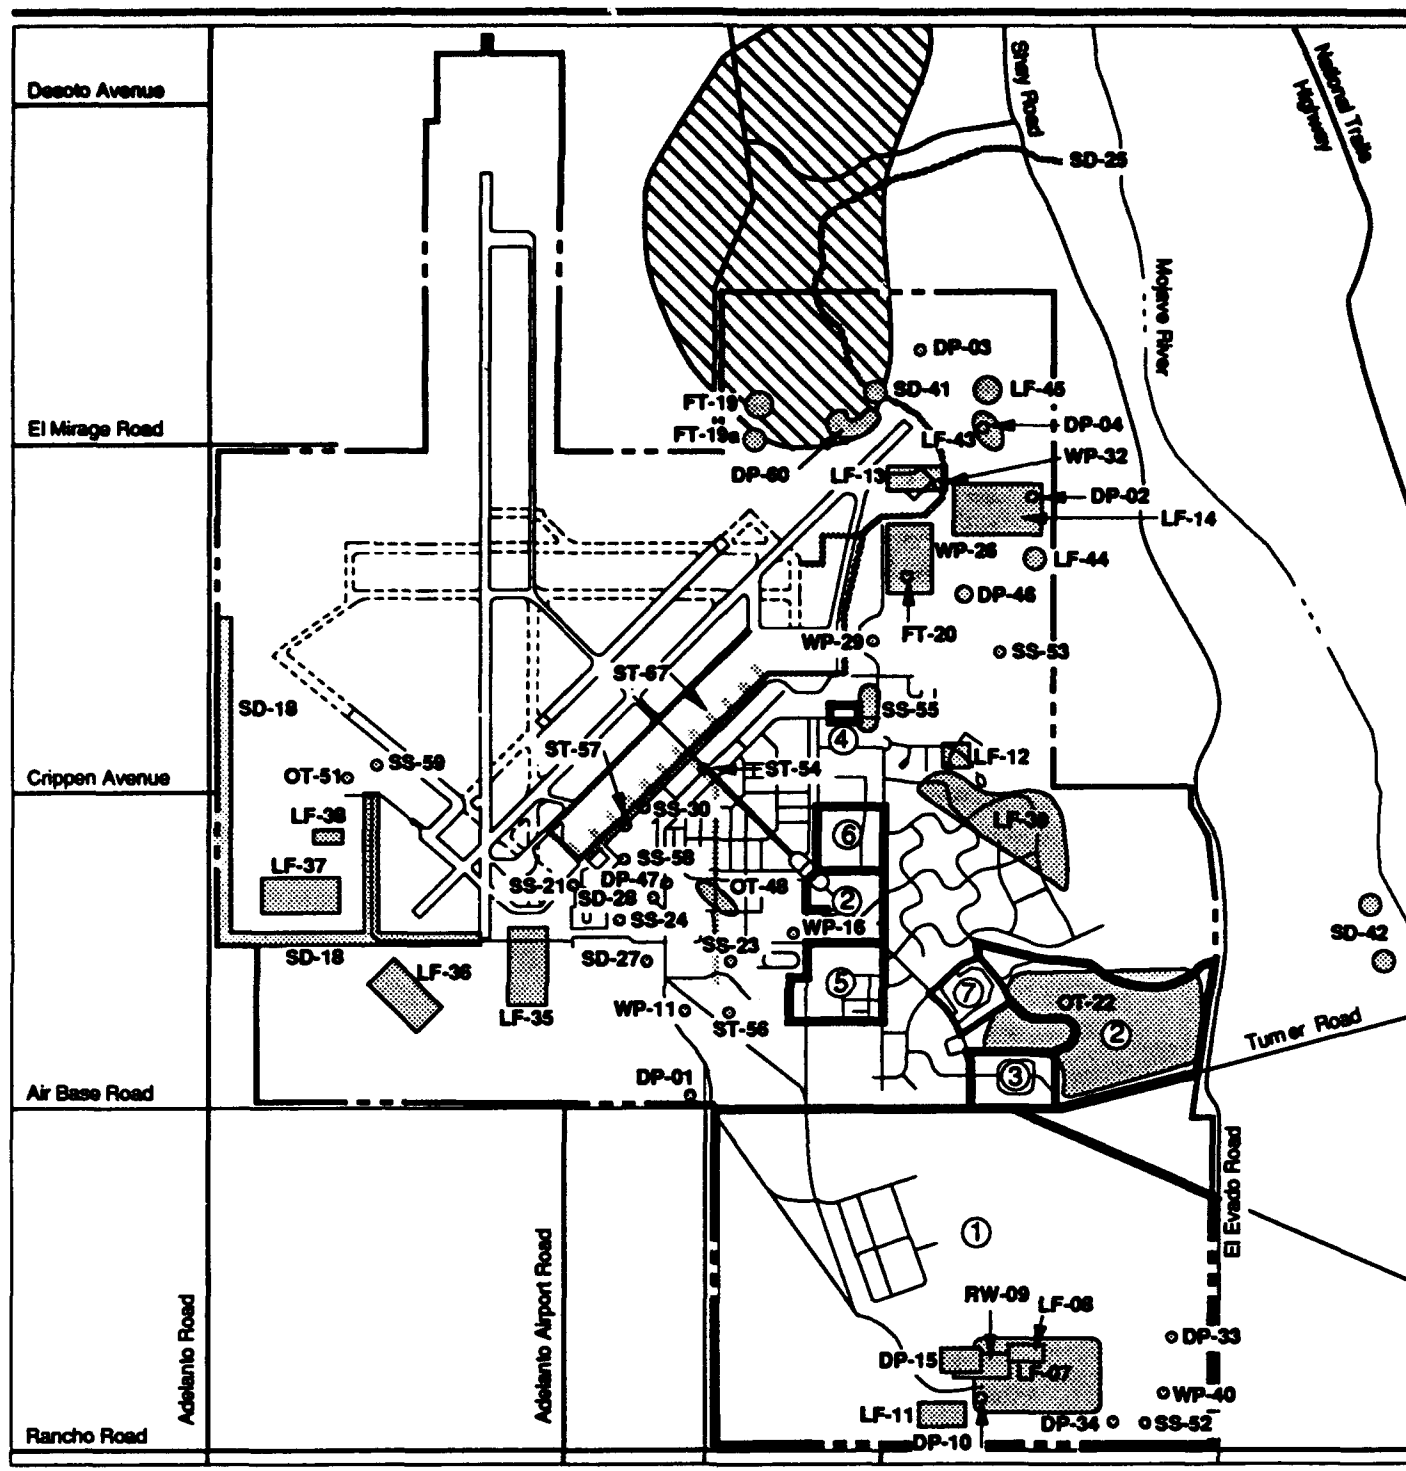 Desoto Avenue
Shay Road
National Trails
Highway
SD-25
Mojave River
DP-03
FT-19
SD-41
LF-45
El Mirage Road
FT-19a
LF-43
DP-04
DP-60
LF-13
WP-32
DP-02
LF-14
WP-26
LF-44
DP-46
FT-20
WP-29
SS-53
ST-67
SD-18
SS-55
ST-57
4
LF-12
Crippen Avenue
OT-51
SS-59
ST-54
LF-38
SS-30
6
LF-39
LF-37
SS-58
SS-21
DP-47
OT-48
SD-28
2
SS-24
WP-16
SD-42
SD-18
LF-36
SD-27
SS-23
5
7
OT-22
LF-35
WP-11
ST-56
2
Turner Road
DP-01
3
Air Base Road
El Evado Road
1
Adelanto Road
Adelanto Airport Road
RW-09
LF-08
DP-33
DP-15
LF-07
WP-40
LF-11
DP-34
SS-52
Rancho Road
DP-10